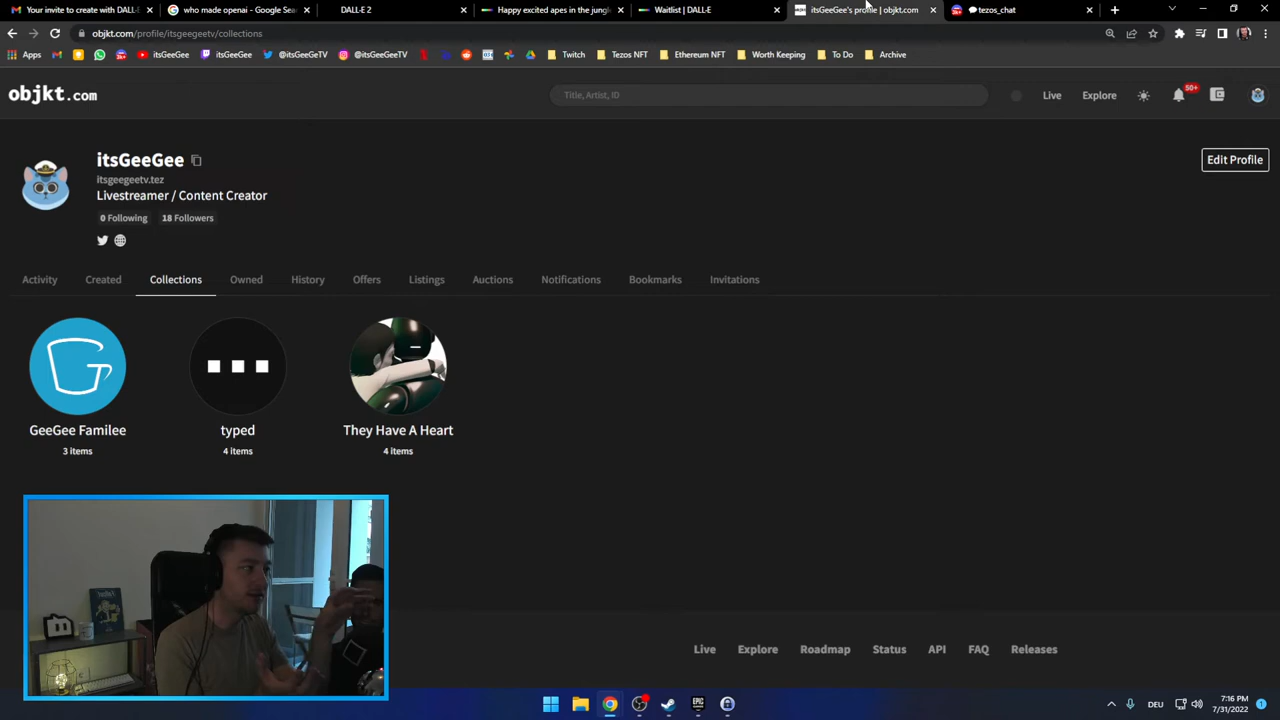 Your invite to create with DALL-E
who made openai - Google Sear
DALL-E 2
Happy excited apes in the jungle
Waitlist | DALL-E
itsGeeGee's profile | objkt.com
tezos_chat
objkt.com/profile/itsgeegeetv/collections
Apps
itsGeeGee
itsGeeGee
@itsGeeGeeTV
@itsGeeGeeTV
Twitch
Tezos NFT
Ethereum NFT
Worth Keeping
To Do
Archive
objkt.com
Title, Artist, ID
Live
Explore
50+
itsGeeGee
Edit Profile
itsgeegeetv.tez
Livestreamer / Content Creator
0 Following
18 Followers
Activity
Created
Collections
Owned
History
Offers
Listings
Auctions
Notifications
Bookmarks
Invitations
GeeGee Familee
typed
They Have A Heart
3 items
4 items
4 items
Live
Explore
Roadmap
Status
API
FAQ
Releases
DEU
7:16 PM
7/31/2022